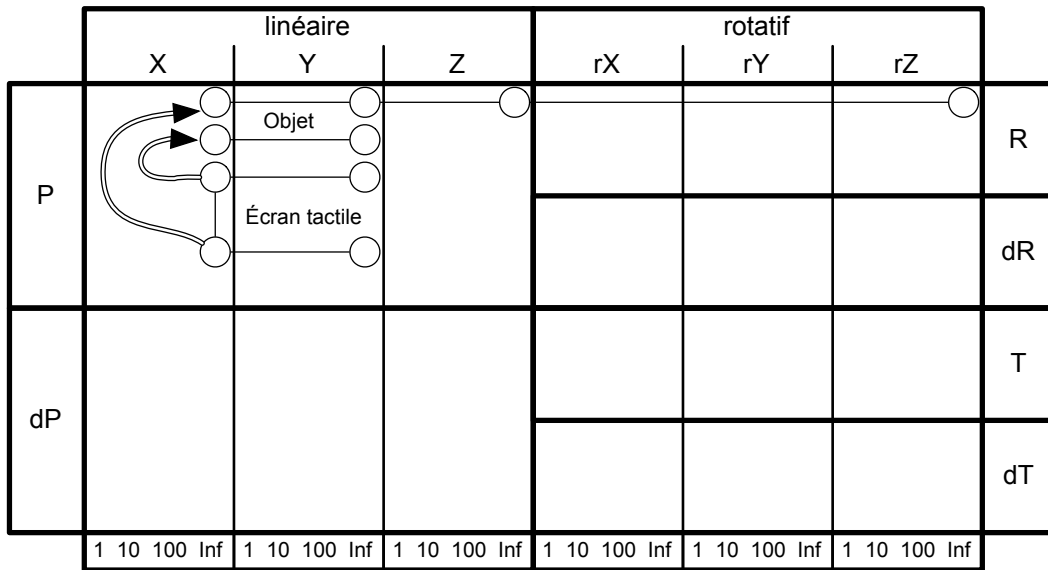 linéaire rotatif
X Y Z rX rY rZ
Objet
R
P
Écran tactile
dR
T
dP
dT
1 10 100 Inf 1 10 100 Inf 1 10 100 Inf 1 10 100 Inf 1 10 100 Inf 1 10 100 Inf